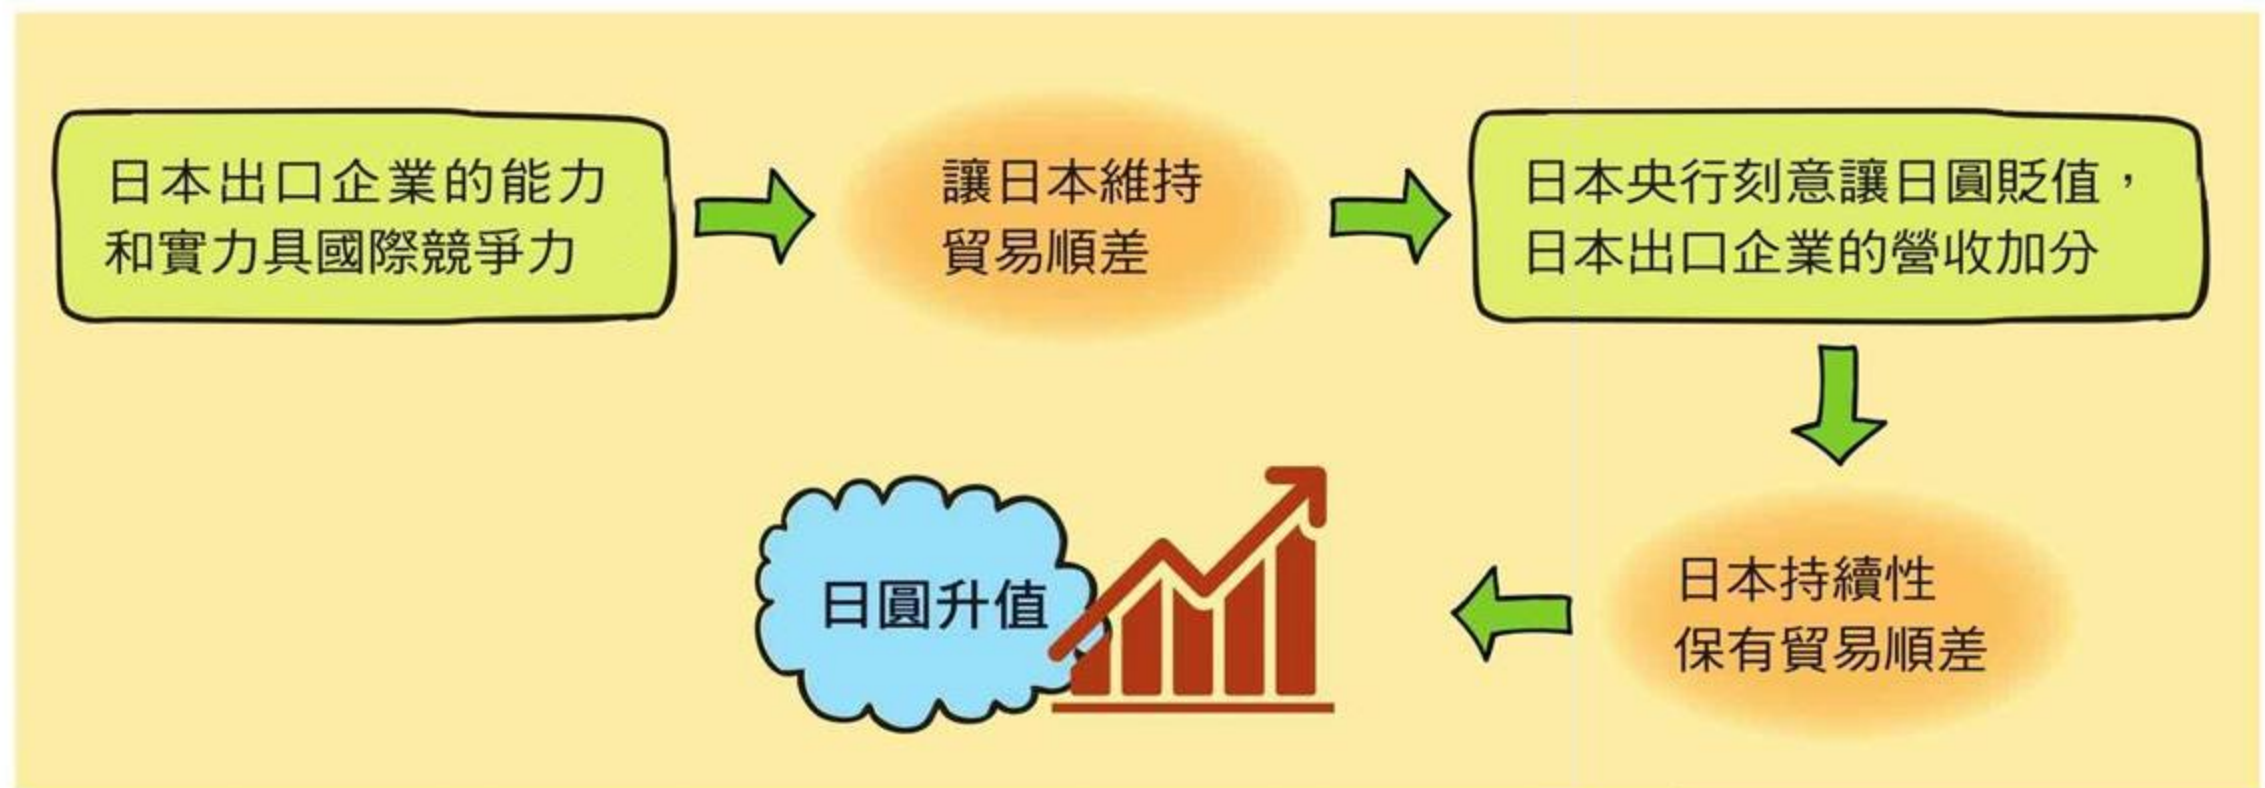 日本出口企業的能力
和實力具國際競爭力
讓日本維持
貿易順差
日本央行刻意讓日圓貶值，
日本出口企業的營收加分
日本持續性
保有貿易順差
日圓升值